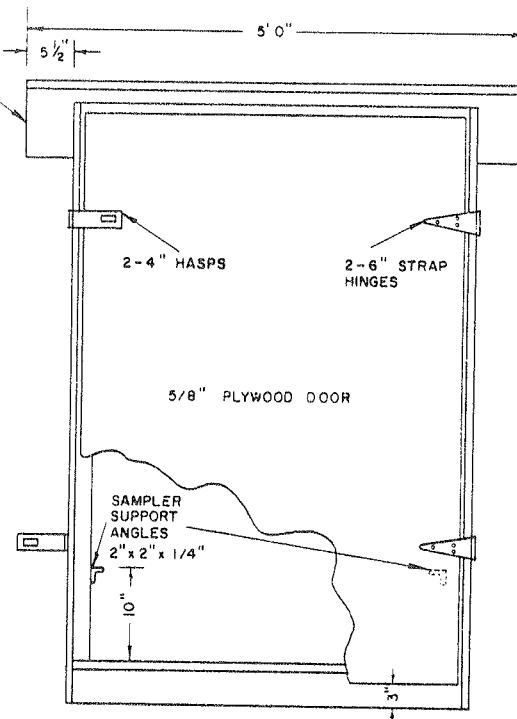 5'0"
5 1/2"
2-4" HASPS
2-6" STRAP
HINGES
5/8" PLYWOOD DOOR
SAMPLER
SUPPORT
ANGLES
2"x2"x 1/4"
10"
3"